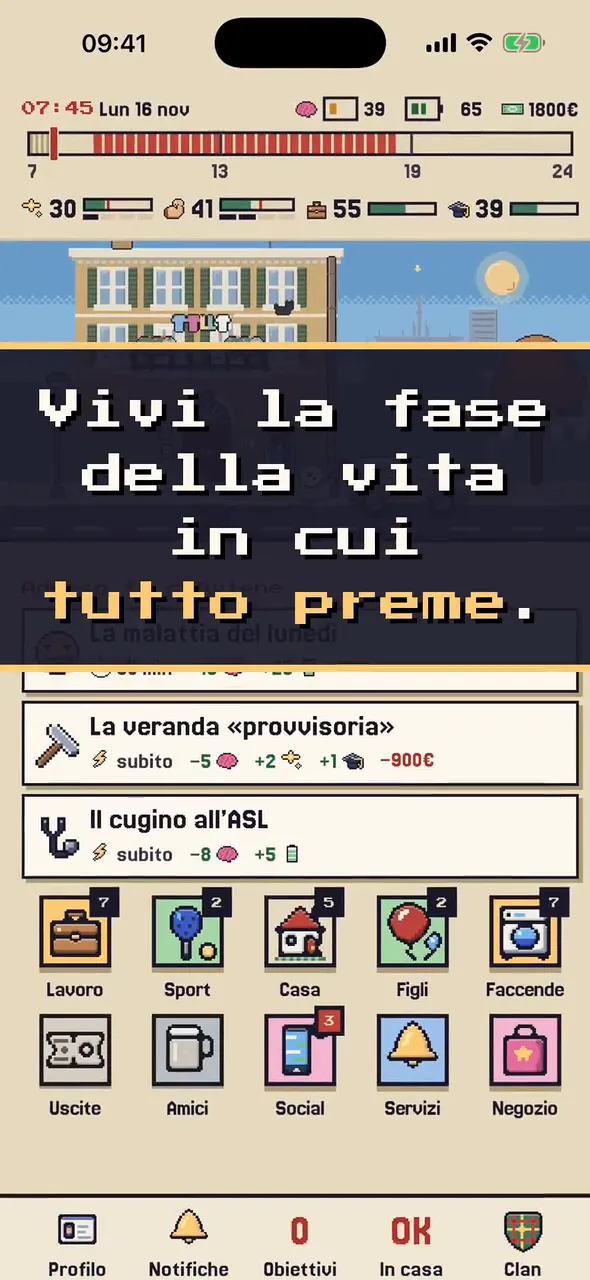 09:41
07:45 Lun 16 nov 39 65 1800€
7 13 19 24
30 41 55 39
Vivi la fase
della vita
in cui
tutto preme.
La malattia del lunedì
La veranda «provvisoria»
subito -5 +2 +1 -900€
Il cugino all'ASL
subito -8 +5
7 2 5 2 7
Lavoro Sport Casa Figli Faccende
3
Uscite Amici Social Servizi Negozio
0 OK
Profilo Notifiche Obiettivi In casa Clan